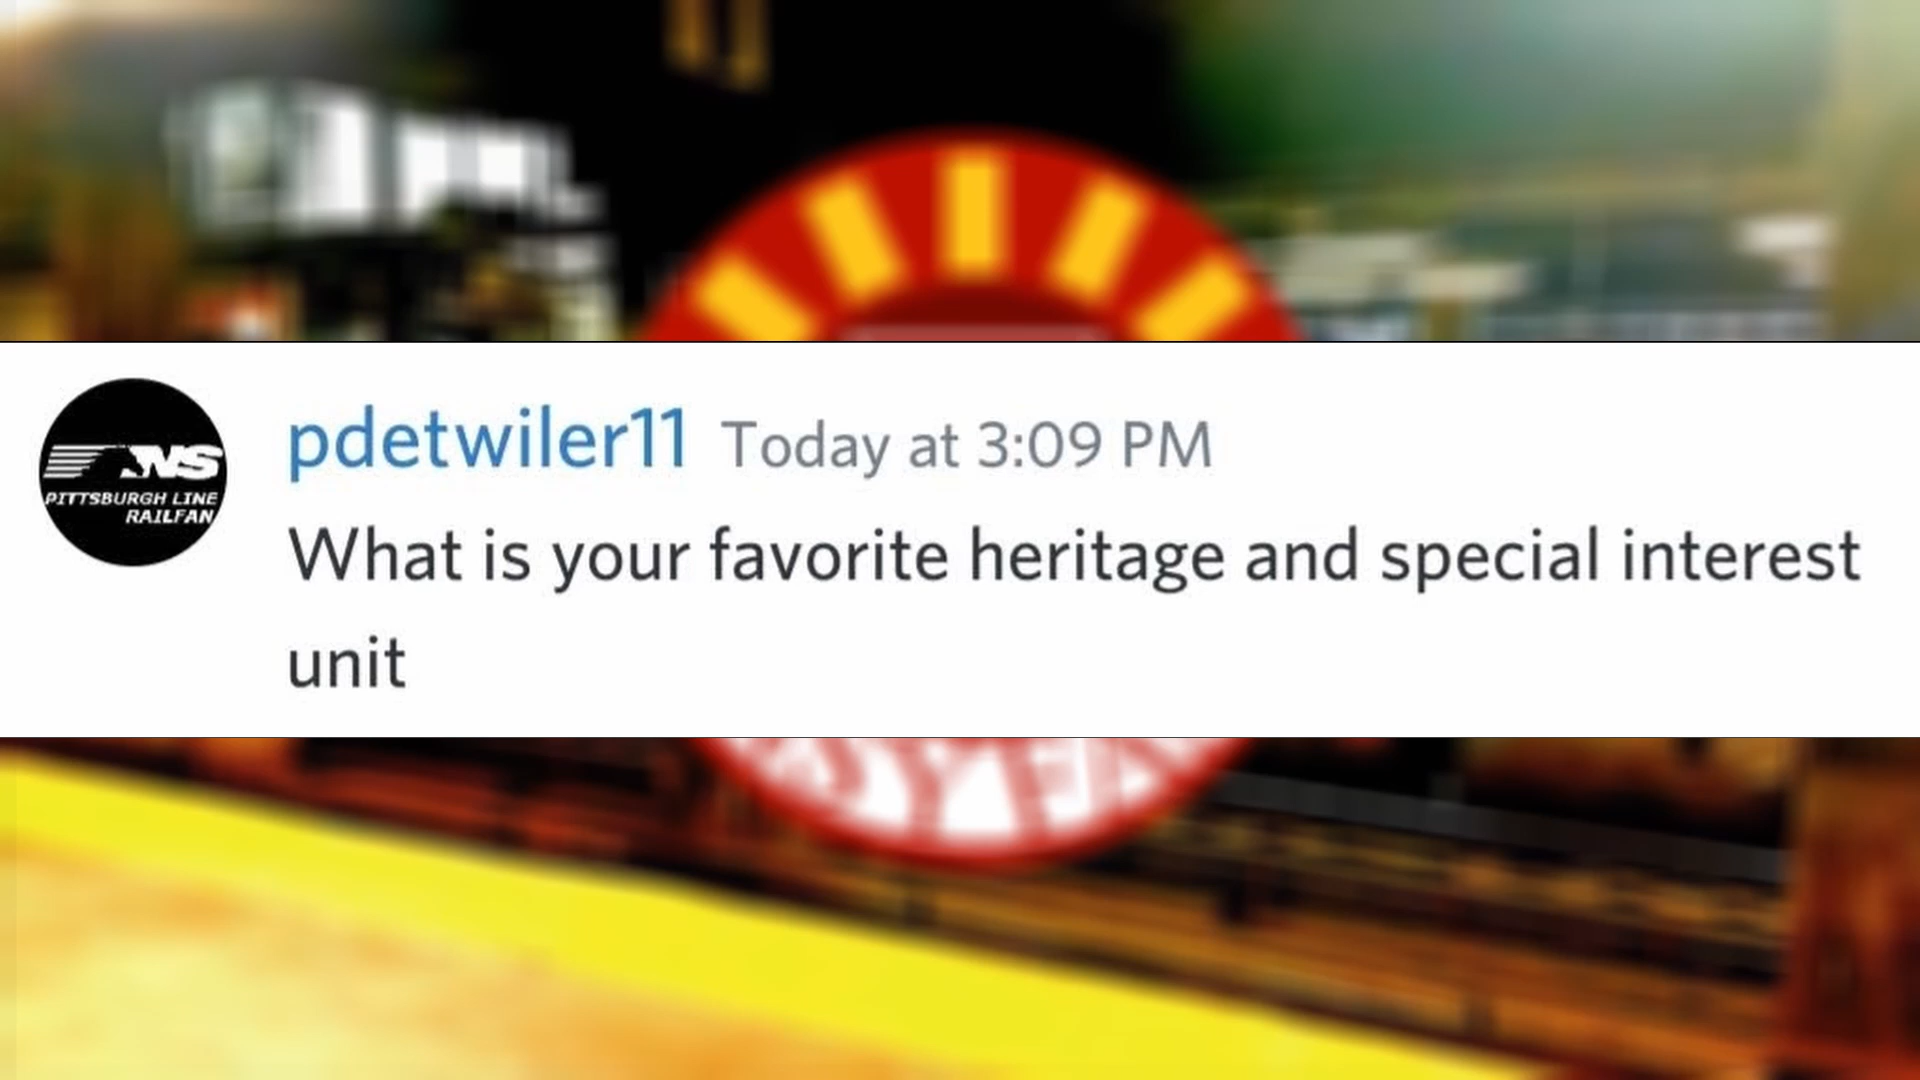 NS
PITTSBURGH LINE
RAILFAN
pdetwiler11 Today at 3:09 PM
What is your favorite heritage and special interest
unit